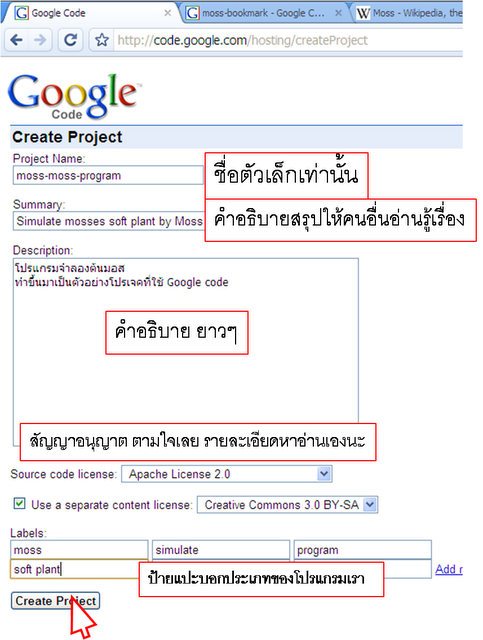 Google Code
moss-bookmark - Google C...
Moss - Wikipedia, the
http://code.google.com/hosting/createProject
Google
Code
Create Project
Project Name:
moss-moss-program
ชื่อตัวเล็กเท่านั้น
Summary:
Simulate mosses soft plant by Moss
คำอธิบายสรุปให้คนอื่นอ่านรู้เรื่อง
Description:
โปรแกรมจำลองต้นมอส
ทำขึ้นมาเป็นตัวอย่างโปรเจคที่ใช้ Google code
คำอธิบาย ยาวๆ
สัญญาอนุญาต ตามใจเลย รายละเอียดหาอ่านเองนะ
Source code license: Apache License 2.0
Use a separate content license: Creative Commons 3.0 BY-SA
Labels:
moss simulate program
soft plant Add
ป้ายแปะบอกประเภทของโปรแกรมเรา
Create Project